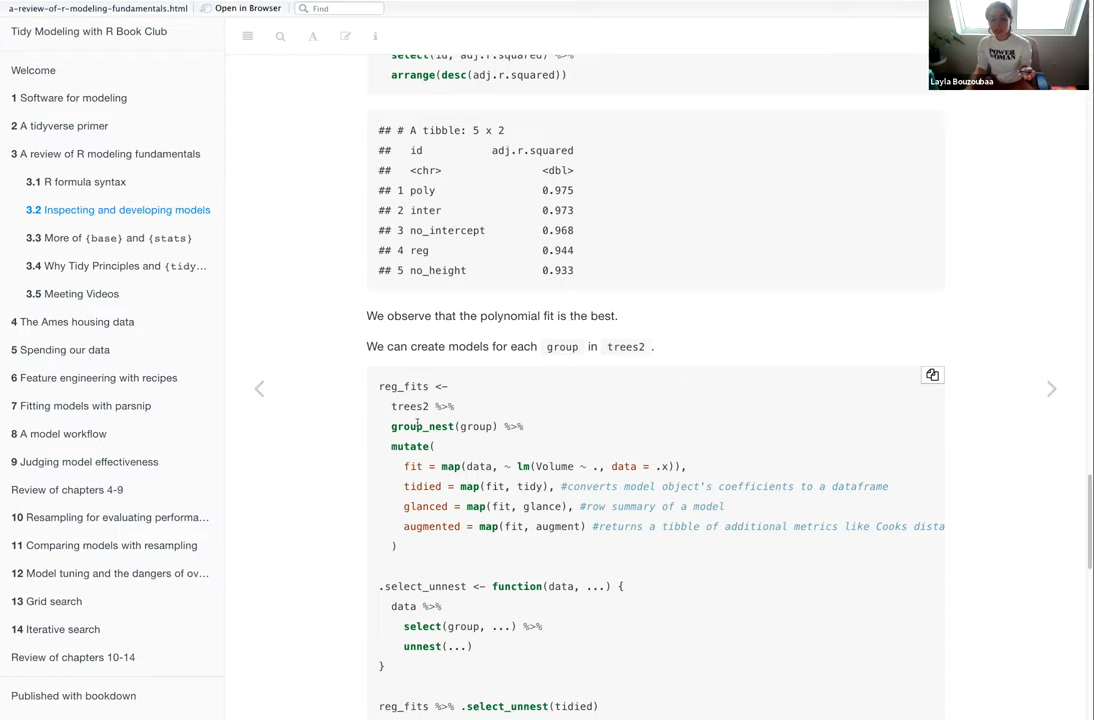 a-review-of-r-modeling-fundamentals.html
Open in Browser
Find
Tidy Modeling with R Book Club
Welcome
1 Software for modeling
2 A tidyverse primer
3 A review of R modeling fundamentals
3.1 R formula syntax
3.2 Inspecting and developing models
3.3 More of {base} and {stats}
3.4 Why Tidy Principles and {tidy...
3.5 Meeting Videos
4 The Ames housing data
5 Spending our data
6 Feature engineering with recipes
7 Fitting models with parsnip
8 A model workflow
9 Judging model effectiveness
Review of chapters 4-9
10 Resampling for evaluating performa...
11 Comparing models with resampling
12 Model tuning and the dangers of ov...
13 Grid search
14 Iterative search
Review of chapters 10-14
Published with bookdown
A
i
select(id, adj.r.squared) %>%
arrange(desc(adj.r.squared))
## # A tibble: 5 x 2
##   id           adj.r.squared
##   <chr>                <dbl>
## 1 poly                 0.975
## 2 inter                0.973
## 3 no_intercept         0.968
## 4 reg                  0.944
## 5 no_height            0.933
We observe that the polynomial fit is the best.
We can create models for each group in trees2 .
reg_fits <-
trees2 %>%
group_nest(group) %>%
mutate(
fit = map(data, ~ lm(Volume ~ ., data = .x)),
tidied = map(fit, tidy), #converts model object's coefficients to a dataframe
glanced = map(fit, glance), #row summary of a model
augmented = map(fit, augment) #returns a tibble of additional metrics like Cooks dista
)
.select_unnest <- function(data, ...) {
data %>%
select(group, ...) %>%
unnest(...)
}
reg_fits %>% .select_unnest(tidied)
POWER
WOMAN
Layla Bouzoubaa